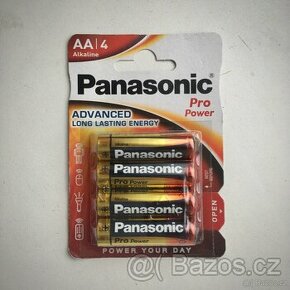 AA|4
Alkaline
Panasonic®
Pro
Power
ADVANCED
LONG LASTING ENERGY
Panasonic
Panasonic
Pro Power
Panasonic
Panasonic
Pro Power
OPEN
POWER YOUR DAY
Bazoš.cz